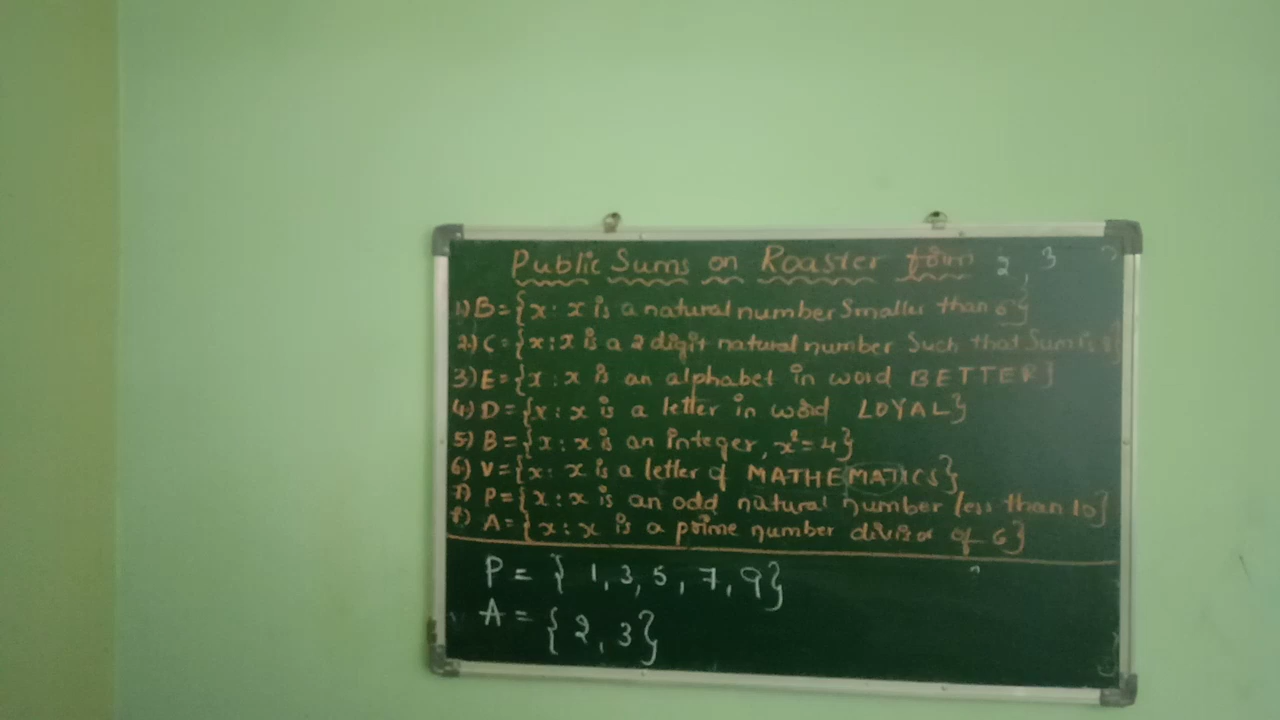 Public Sums on Roaster form 2, 3
1) B={x: x is a natural number Smaller than 6}
2) C={x:x is a 2 digit natural number Such that Sum is 8}
3) E={x:x is an alphabet in word BETTER}
4) D={x: x is a letter in word LOYAL}
5) B={x: x is an integer, x²=4}
6) V={x: x is a letter of MATHEMATICS}
7) P={x:x is an odd natural number less than 10}
8) A={x:x is a prime number divisor of 6}
P = { 1, 3, 5, 7, 9}
A = { 2, 3}